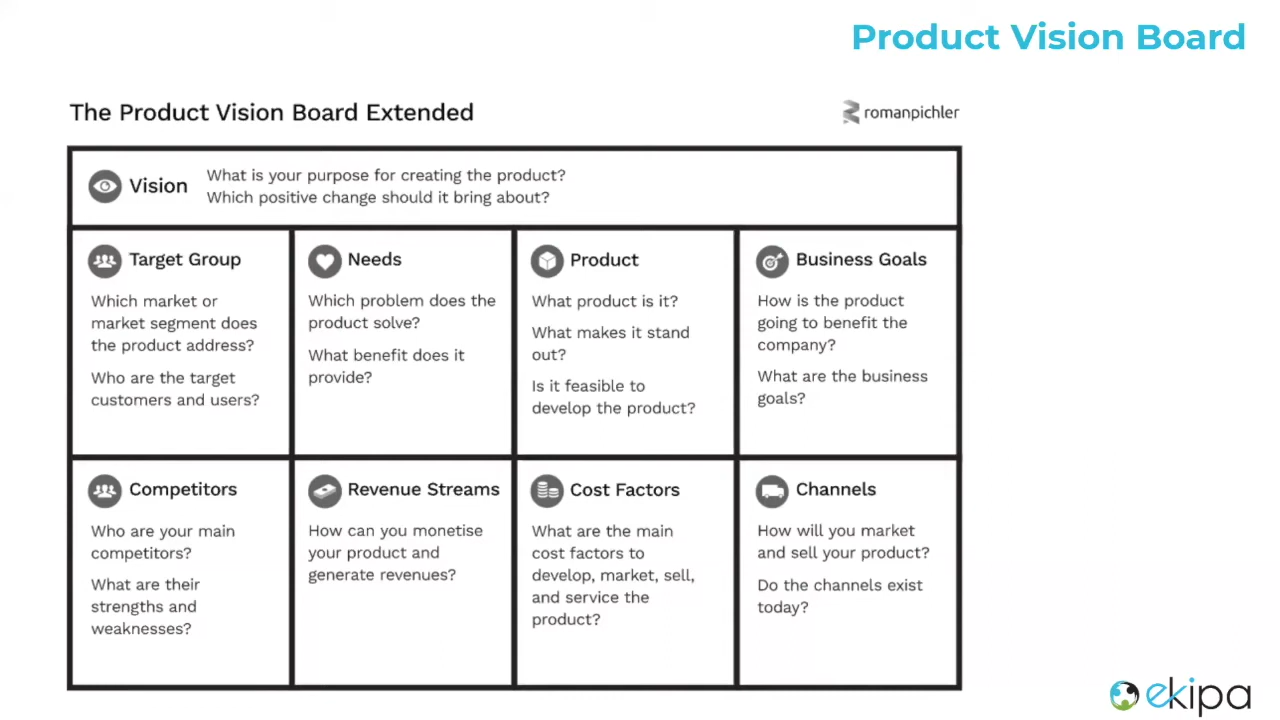 Product Vision Board
The Product Vision Board Extended
romanpichler
Vision
What is your purpose for creating the product?
Which positive change should it bring about?
Target Group
Which market or
market segment does
the product address?
Who are the target
customers and users?
Needs
Which problem does the
product solve?
What benefit does it
provide?
Product
What product is it?
What makes it stand
out?
Is it feasible to
develop the product?
Business Goals
How is the product
going to benefit the
company?
What are the business
goals?
Competitors
Who are your main
competitors?
What are their
strengths and
weaknesses?
Revenue Streams
How can you monetise
your product and
generate revenues?
Cost Factors
What are the main
cost factors to
develop, market, sell,
and service the
product?
Channels
How will you market
and sell your product?
Do the channels exist
today?
ekipa